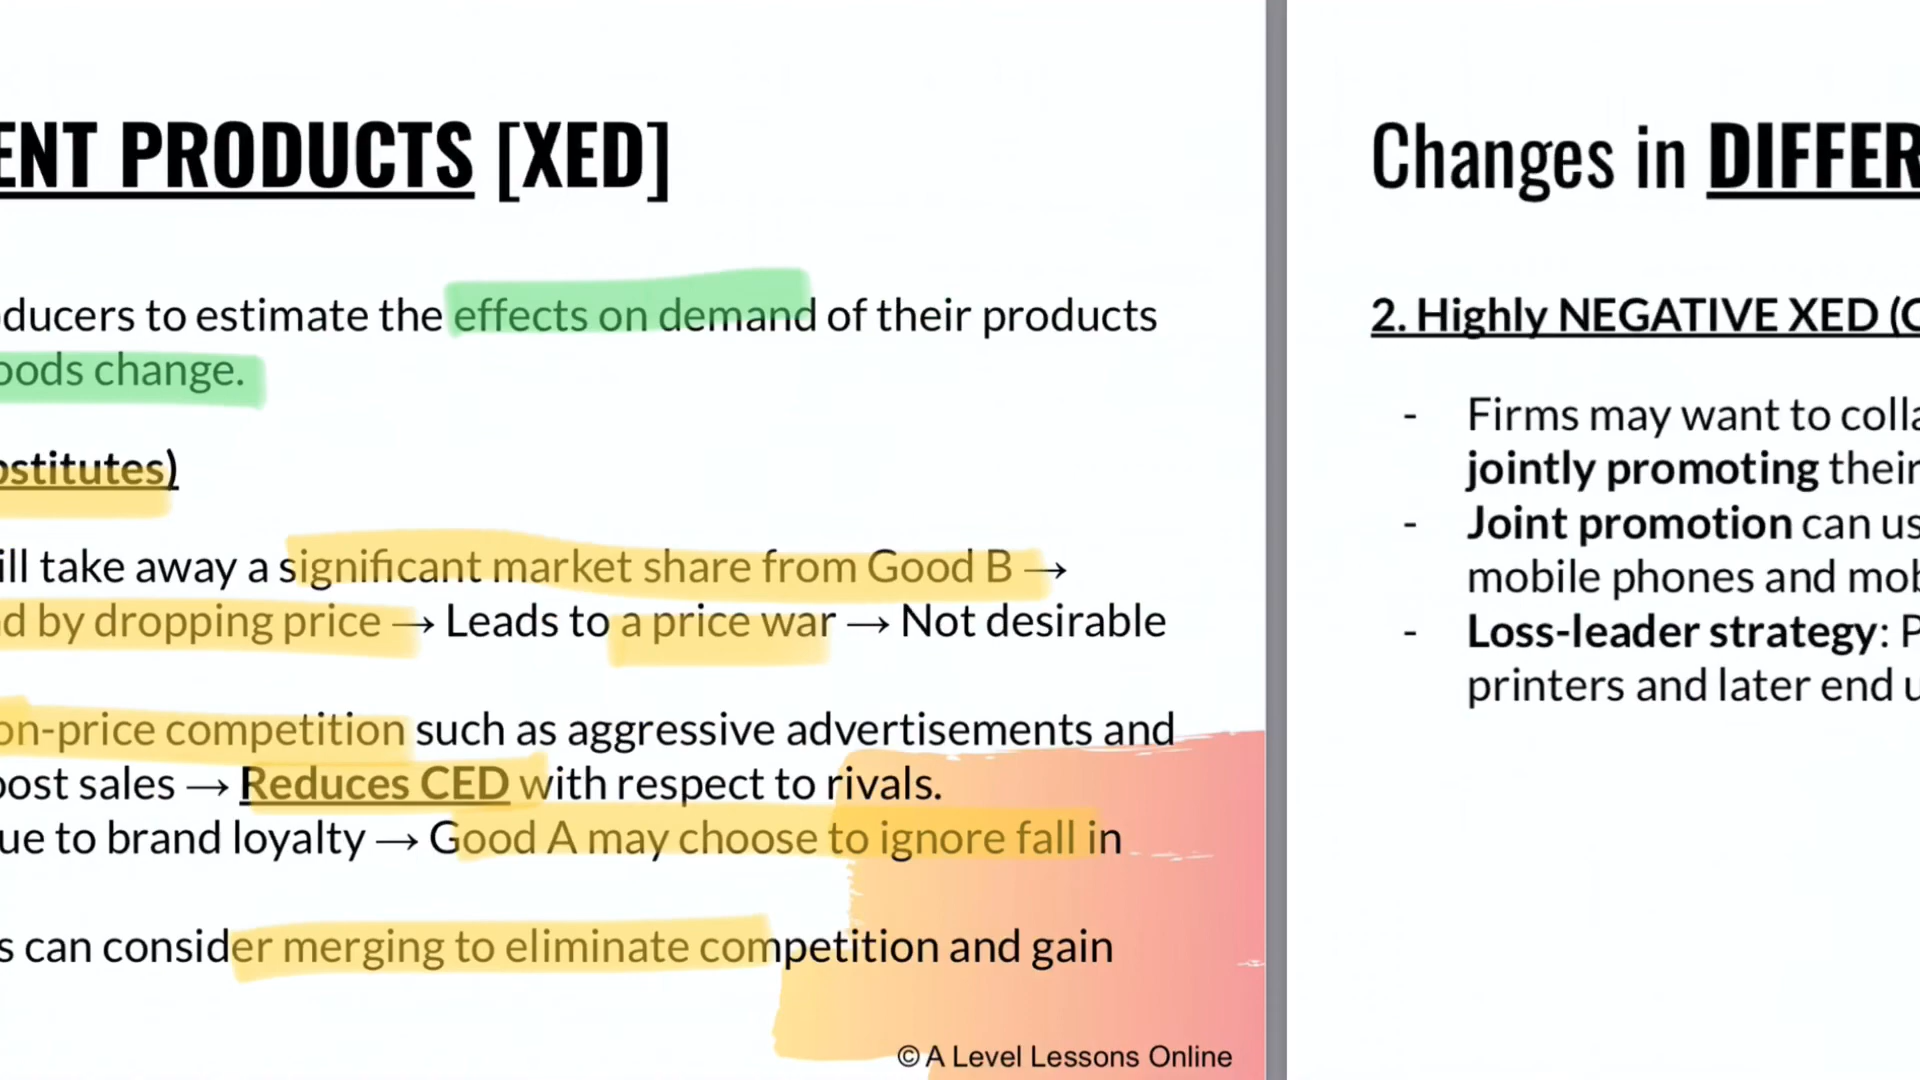 ENT PRODUCTS [XED]
oducers to estimate the effects on demand of their products
oods change.
ostitutes)
ill take away a significant market share from Good B →
d by dropping price → Leads to a price war → Not desirable
on-price competition such as aggressive advertisements and
oost sales → Reduces CED with respect to rivals.
ue to brand loyalty → Good A may choose to ignore fall in
s can consider merging to eliminate competition and gain
© A Level Lessons Online
Changes in DIFFER
2. Highly NEGATIVE XED (C
- Firms may want to colla
jointly promoting their
- Joint promotion can us
mobile phones and mob
- Loss-leader strategy: P
printers and later end u